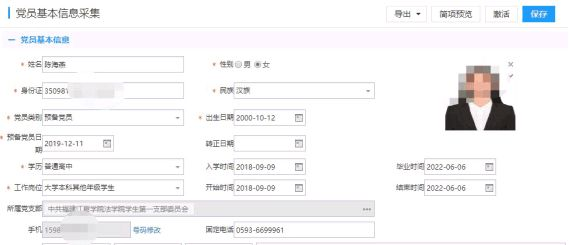 党员基本信息采集 导出 简项预览 激活 保存
党员基本信息
* 姓名 陈海燕 * 性别 男 女
* 身份证 350981 * 民族 汉族
* 党员类别 预备党员 * 出生日期 2000-10-12
* 预备党员日期 2019-12-11 转正日期
* 学历 普通高中 入学时间 2018-09-09 毕业时间 2022-06-06
* 工作岗位 大学本科其他年级学生 开始时间 2018-09-09 结束时间 2022-06-06
所属党支部 中共福建江夏学院法学院学生第一支部委员会
手机 1598 号码修改 固定电话 0593-6699961